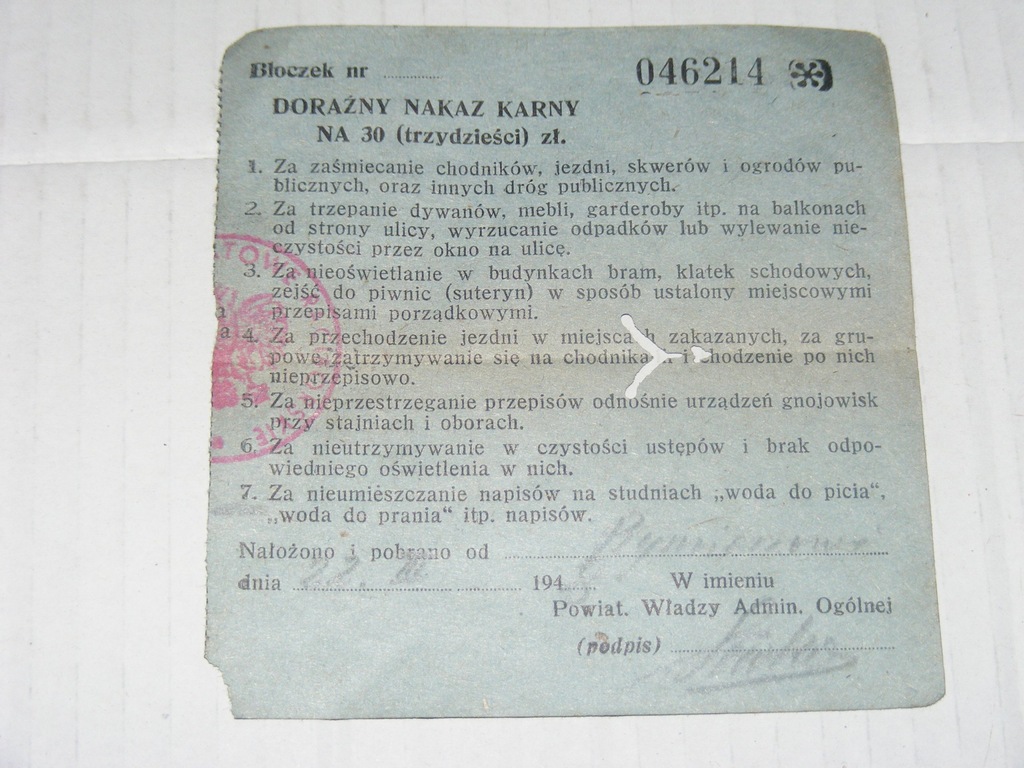 Bloczek nr ............ 046214
DORAŹNY NAKAZ KARNY
NA 30 (trzydzieści) zł.
1. Za zaśmiecanie chodników, jezdni, skwerów i ogrodów pu-
blicznych, oraz innych dróg publicznych.
2. Za trzepanie dywanów, mebli, garderoby itp. na balkonach
od strony ulicy, wyrzucanie odpadków lub wylewanie nie-
czystości przez okno na ulicę.
3. Za nieoświetlanie w budynkach bram, klatek schodowych,
zejść do piwnic (suteryn) w sposób ustalony miejscowymi
przepisami porządkowymi.
4. Za przechodzenie jezdni w miejscach zakazanych, za gru-
powe zatrzymywanie się na chodnikach i chodzenie po nich
nieprzepisowo.
5. Za nieprzestrzeganie przepisów odnośnie urządzeń gnojowisk
przy stajniach i oborach.
6. Za nieutrzymywanie w czystości ustępów i brak odpo-
wiedniego oświetlenia w nich.
7. Za nieumieszczanie napisów na studniach „woda do picia“,
„woda do prania“ itp. napisów.
Nałożono i pobrano od
dnia 22. 194 W imieniu
Powiat. Władzy Admin. Ogólnej
(podpis)